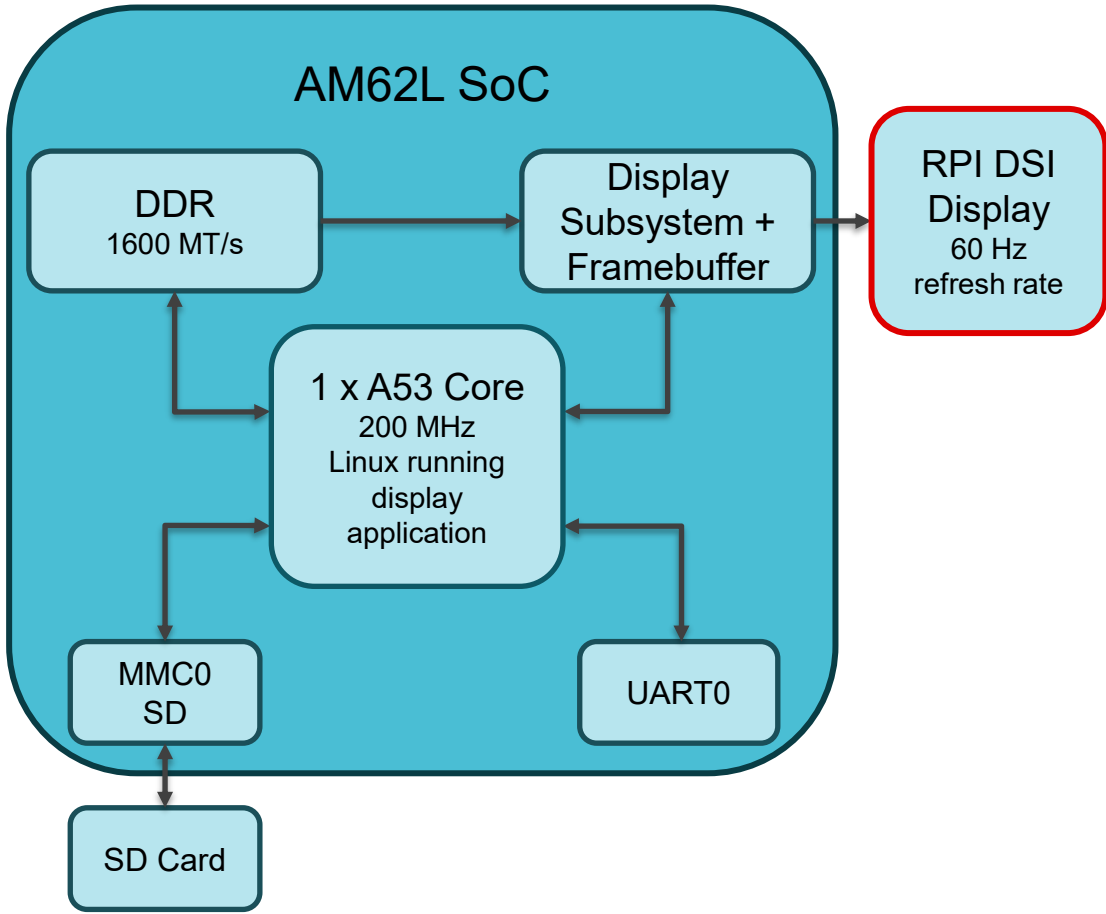 AM62L SoC
DDR
1600 MT/s
Display
Subsystem +
Framebuffer
RPI DSI
Display
60 Hz
refresh rate
1 x A53 Core
200 MHz
Linux running
display
application
MMC0
SD
UART0
SD Card